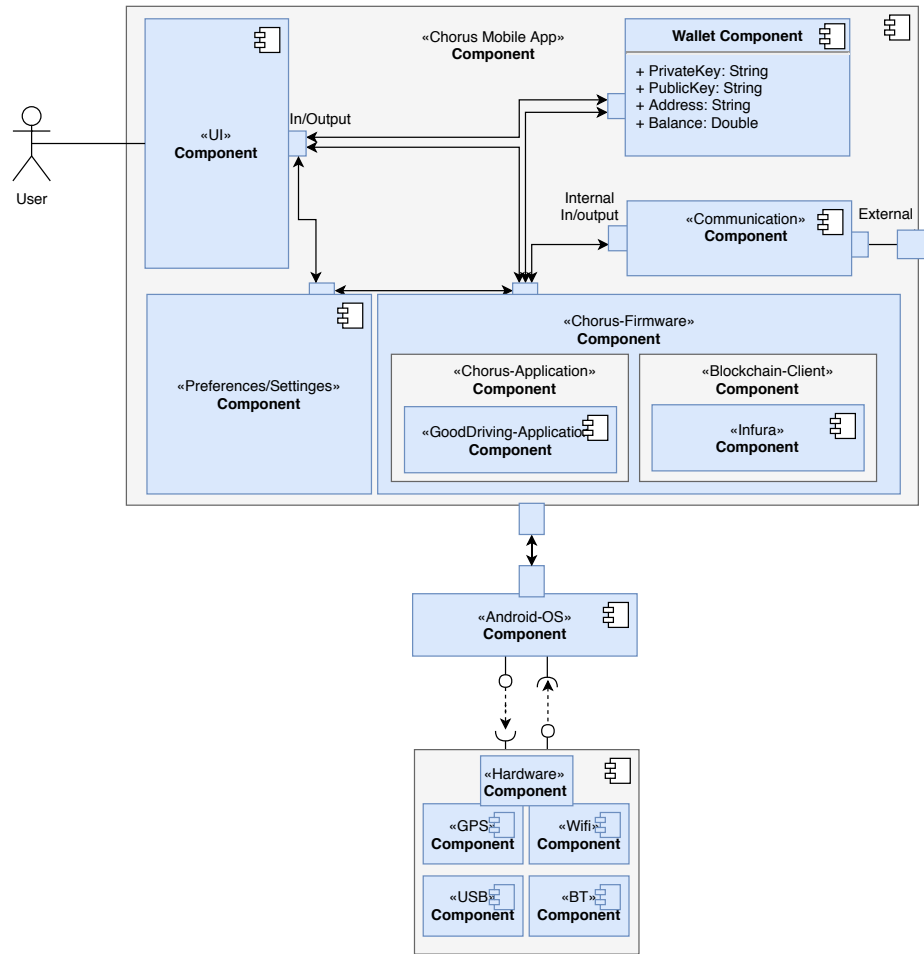 «Chorus Mobile App»
Component
Wallet Component
+ PrivateKey: String
+ PublicKey: String
+ Address: String
+ Balance: Double
In/Output
«UI»
Component
User
Internal
In/output
«Communication»
Component
External
«Preferences/Settinges»
Component
«Chorus-Firmware»
Component
«Chorus-Application»
Component
«GoodDriving-Application
Component
«Blockchain-Client»
Component
«Infura»
Component
«Android-OS»
Component
«Hardware»
Component
«GPS»
Component
«Wifi»
Component
«USB»
Component
«BT»
Component